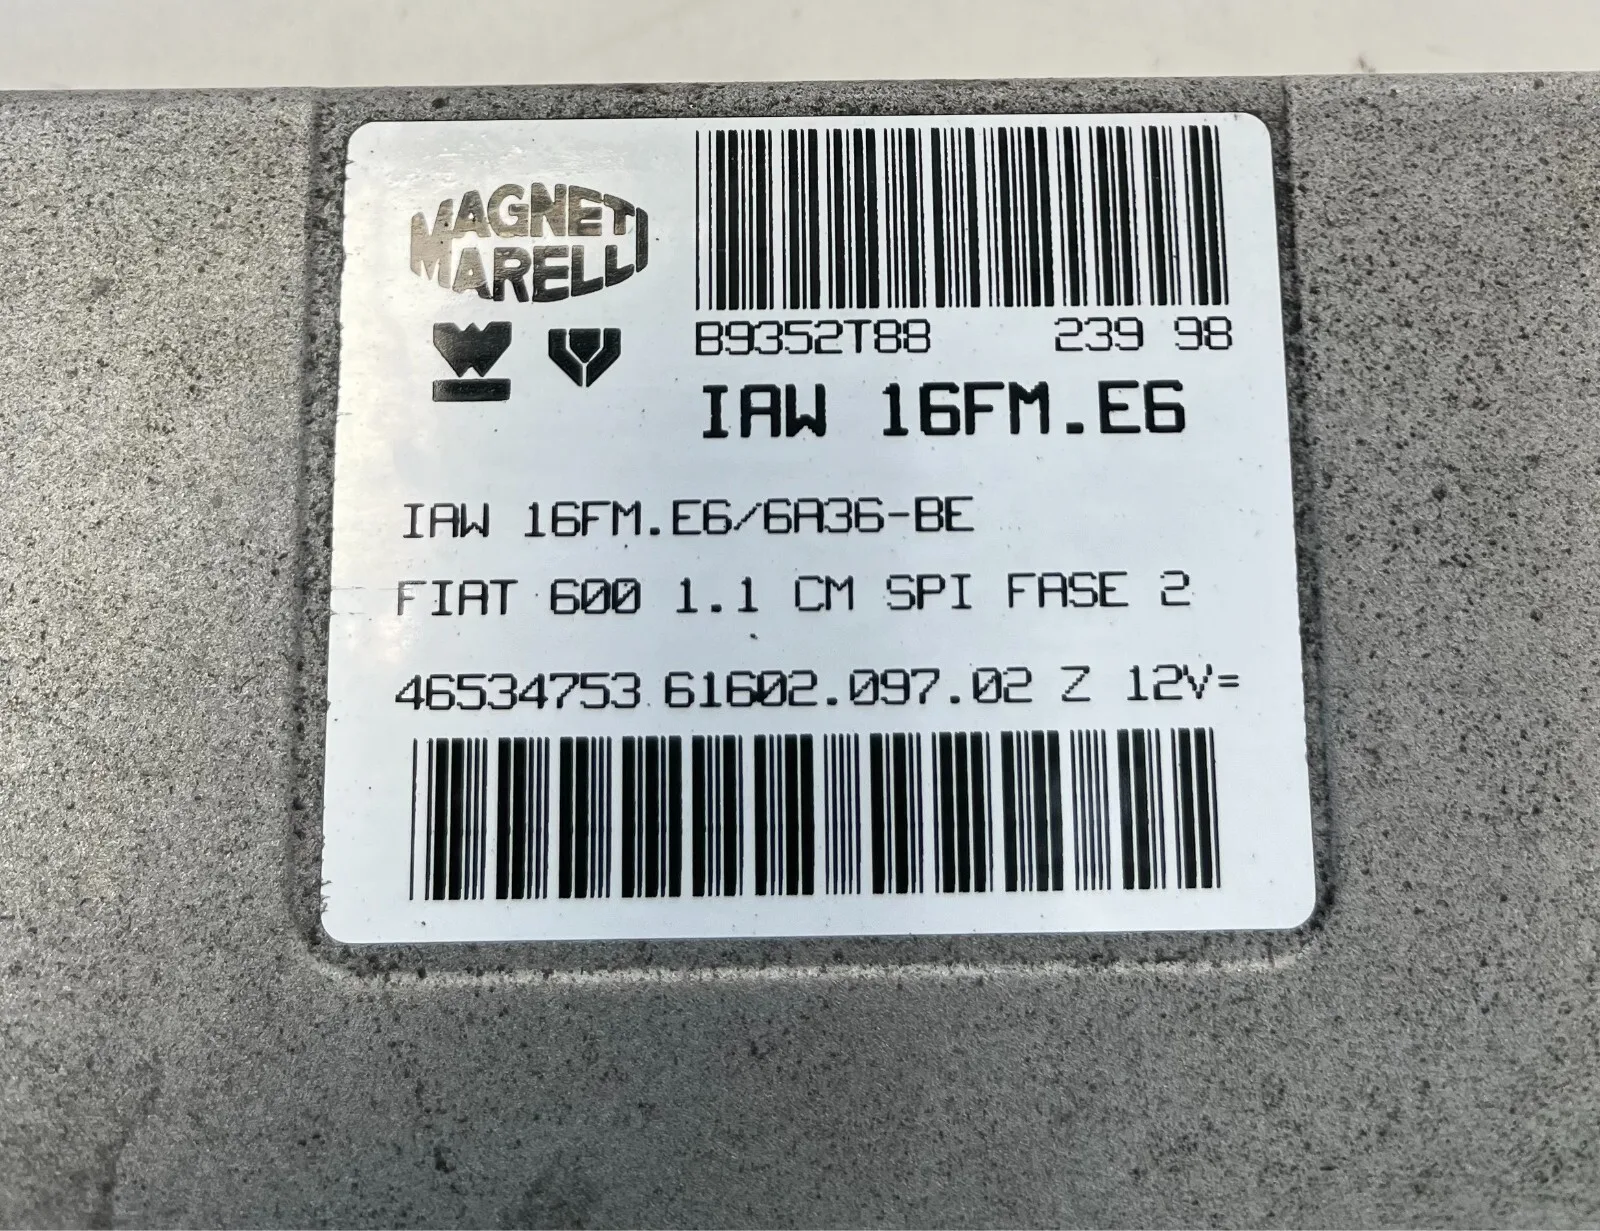 MAGNETI
MARELLI
B9352T88 239 98
IAW 16FM.E6
IAW 16FM.E6/6A36-BE
FIAT 600 1.1 CM SPI FASE 2
46534753 61602.097.02 Z 12V=